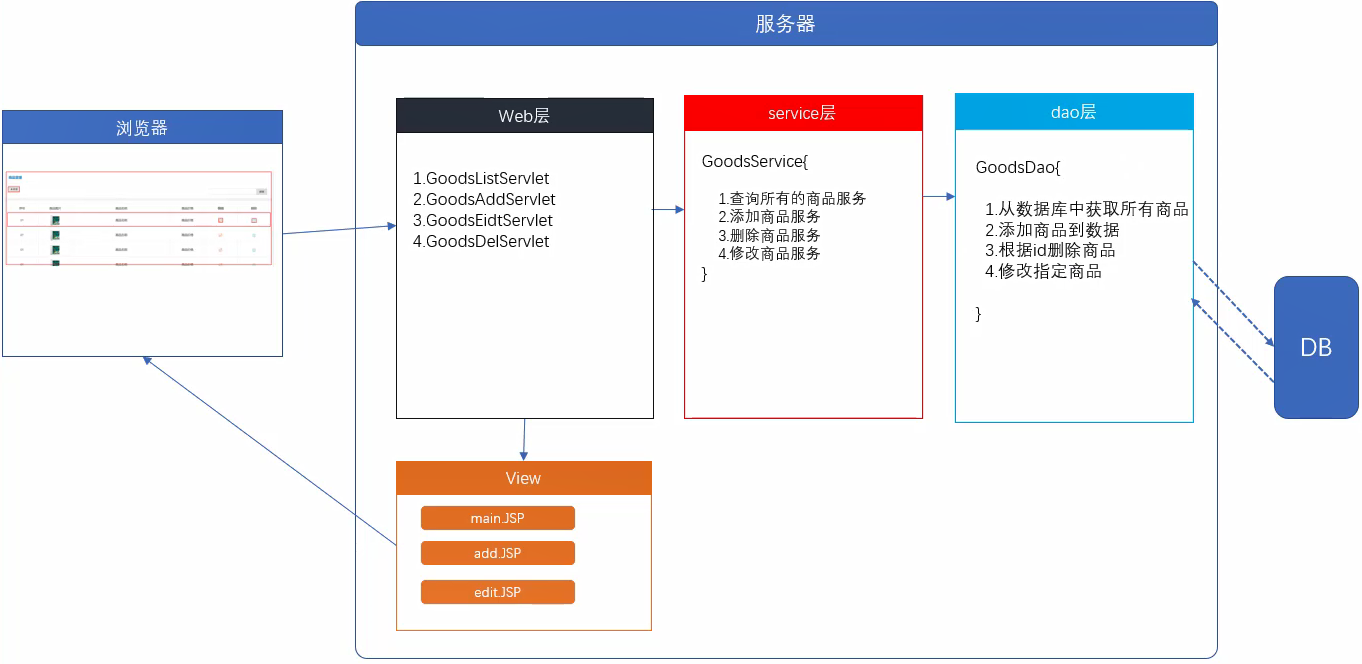 服务器
浏览器
Web层
1.GoodsListServlet
2.GoodsAddServlet
3.GoodsEidtServlet
4.GoodsDelServlet
service层
GoodsService{
1.查询所有的商品服务
2.添加商品服务
3.删除商品服务
4.修改商品服务
}
dao层
GoodsDao{
1.从数据库中获取所有商品
2.添加商品到数据
3.根据id删除商品
4.修改指定商品
}
DB
View
main.JSP
add.JSP
edit.JSP